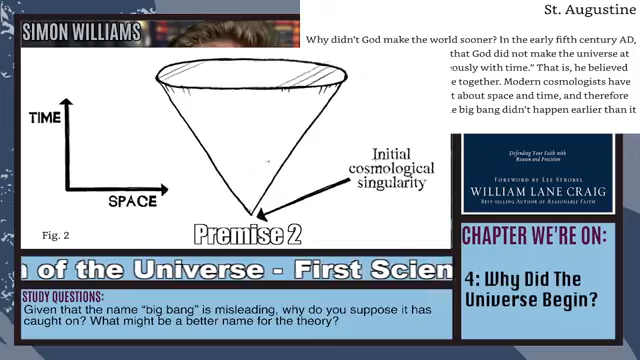 SIMON WILLIAMS
St. Augustine
Why didn't God make the world sooner? In the early fifth century AD,
that God did not make the universe at
ously with time." That is, he believed
e together. Modern cosmologists have
t about space and time, and therefore
e big bang didn't happen earlier than it
TIME
SPACE
Initial
cosmological
singularity
Fig. 2
Premise 2
Defending Your Faith with
Reason and Precision
FOREWORD BY LEE STROBEL
WILLIAM LANE CRAIG
BEST-SELLING AUTHOR OF REASONABLE FAITH
CHAPTER WE'RE ON:
4: Why Did The
Universe Begin?
of the Universe - First Scien
STUDY QUESTIONS:
Given that the name "big bang" is misleading, why do you suppose it has
caught on? What might be a better name for the theory?